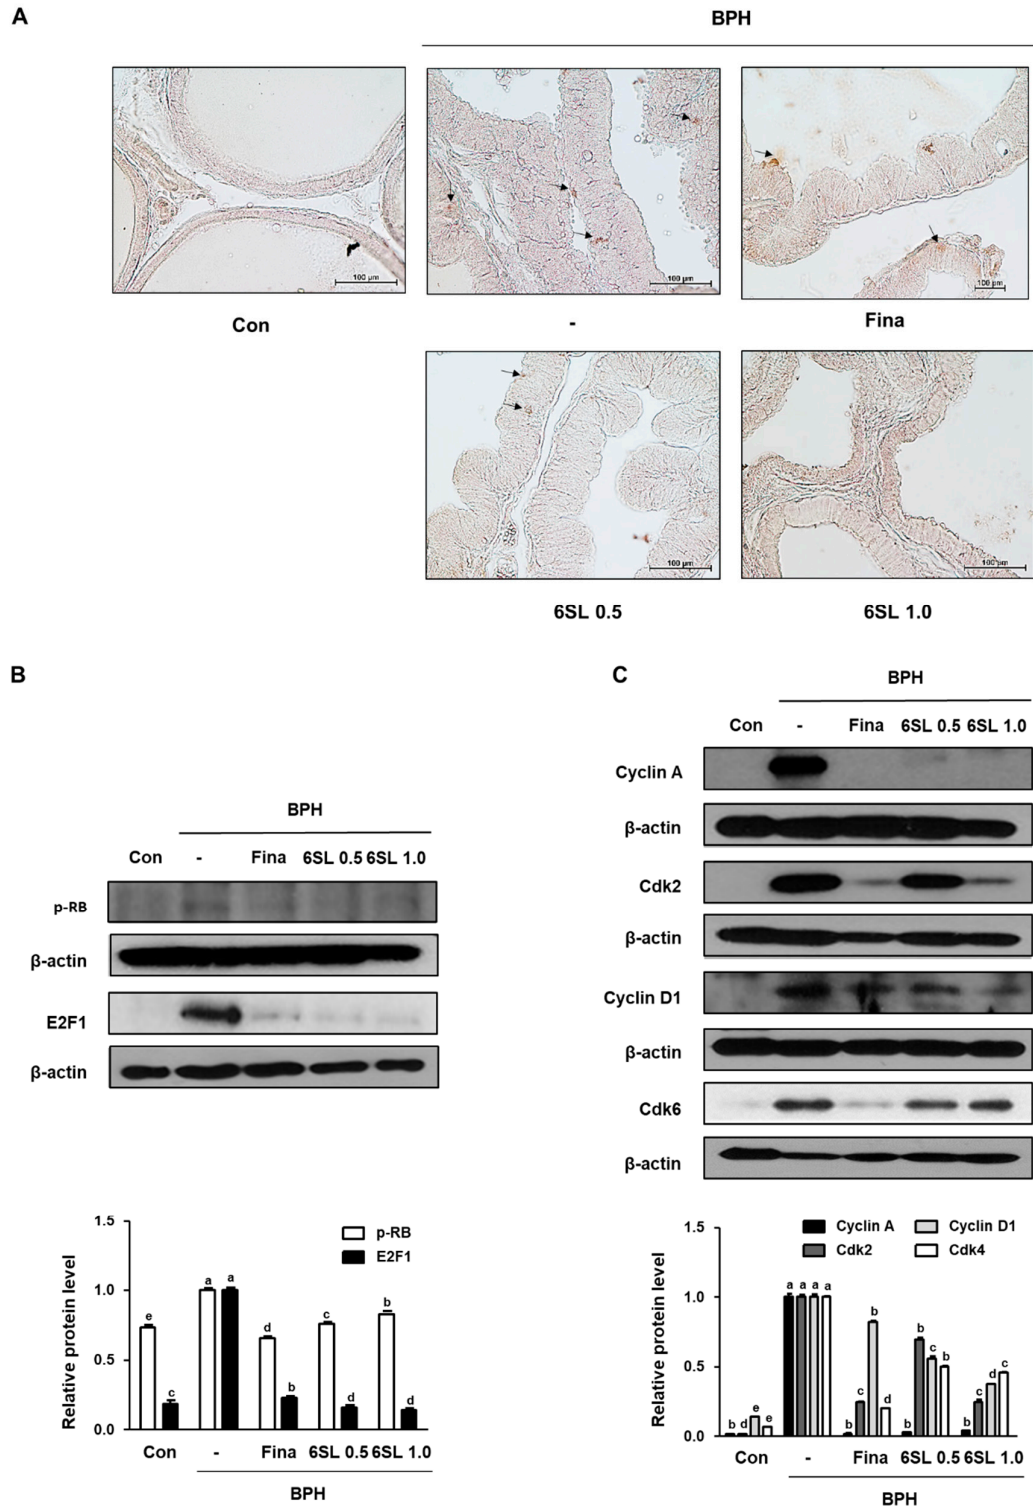 A
BPH
100 µm
100 µm
100 µm
Con
-
Fina
100 µm
100 µm
6SL 0.5
6SL 1.0
B
BPH
Con - Fina 6SL 0.5 6SL 1.0
p-RB
β-actin
E2F1
β-actin
1.5
1.0
0.5
0.0
Relative protein level
p-RB
E2F1
e c a a d b c d b d
Con - Fina 6SL 0.5 6SL 1.0
BPH
C
BPH
Con - Fina 6SL 0.5 6SL 1.0
Cyclin A
β-actin
Cdk2
β-actin
Cyclin D1
β-actin
Cdk6
β-actin
Cyclin A Cyclin D1
Cdk2 Cdk4
1.5
1.0
0.5
0.0
Relative protein level
b d e e a a a a b c b d b b c b b c d c
Con - Fina 6SL 0.5 6SL 1.0
BPH